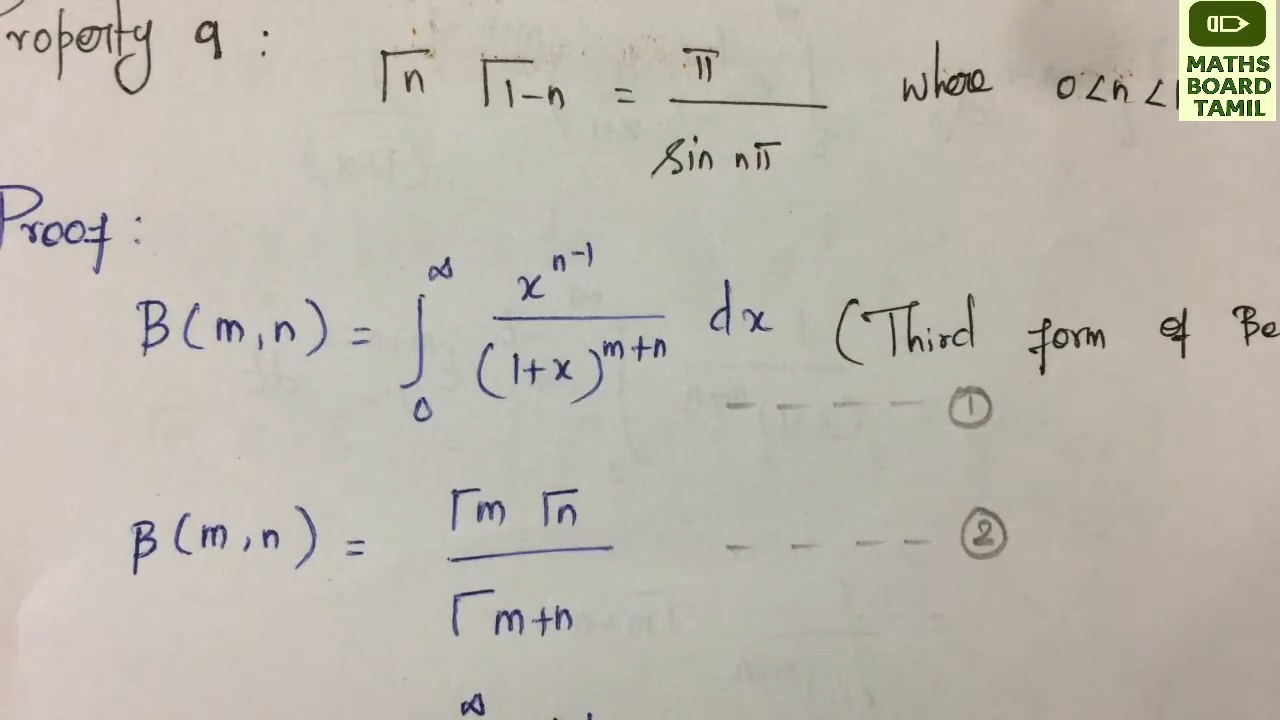 roperty 9 : Γn Γ1-n = π / sin nπ where 0<n<1
MATHS
BOARD
TAMIL
Proof :
B(m,n) = ∫₀^∞ x^(n-1) / (1+x)^(m+n) dx (Third form of Be
- - - - ①
β(m,n) = Γm Γn / Γm+n - - - - ②
∞